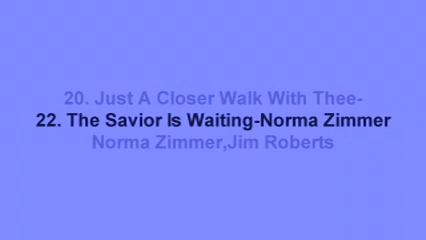 20. Just A Closer Walk With Thee-
22. The Savior Is Waiting-Norma Zimmer
Norma Zimmer,Jim Roberts